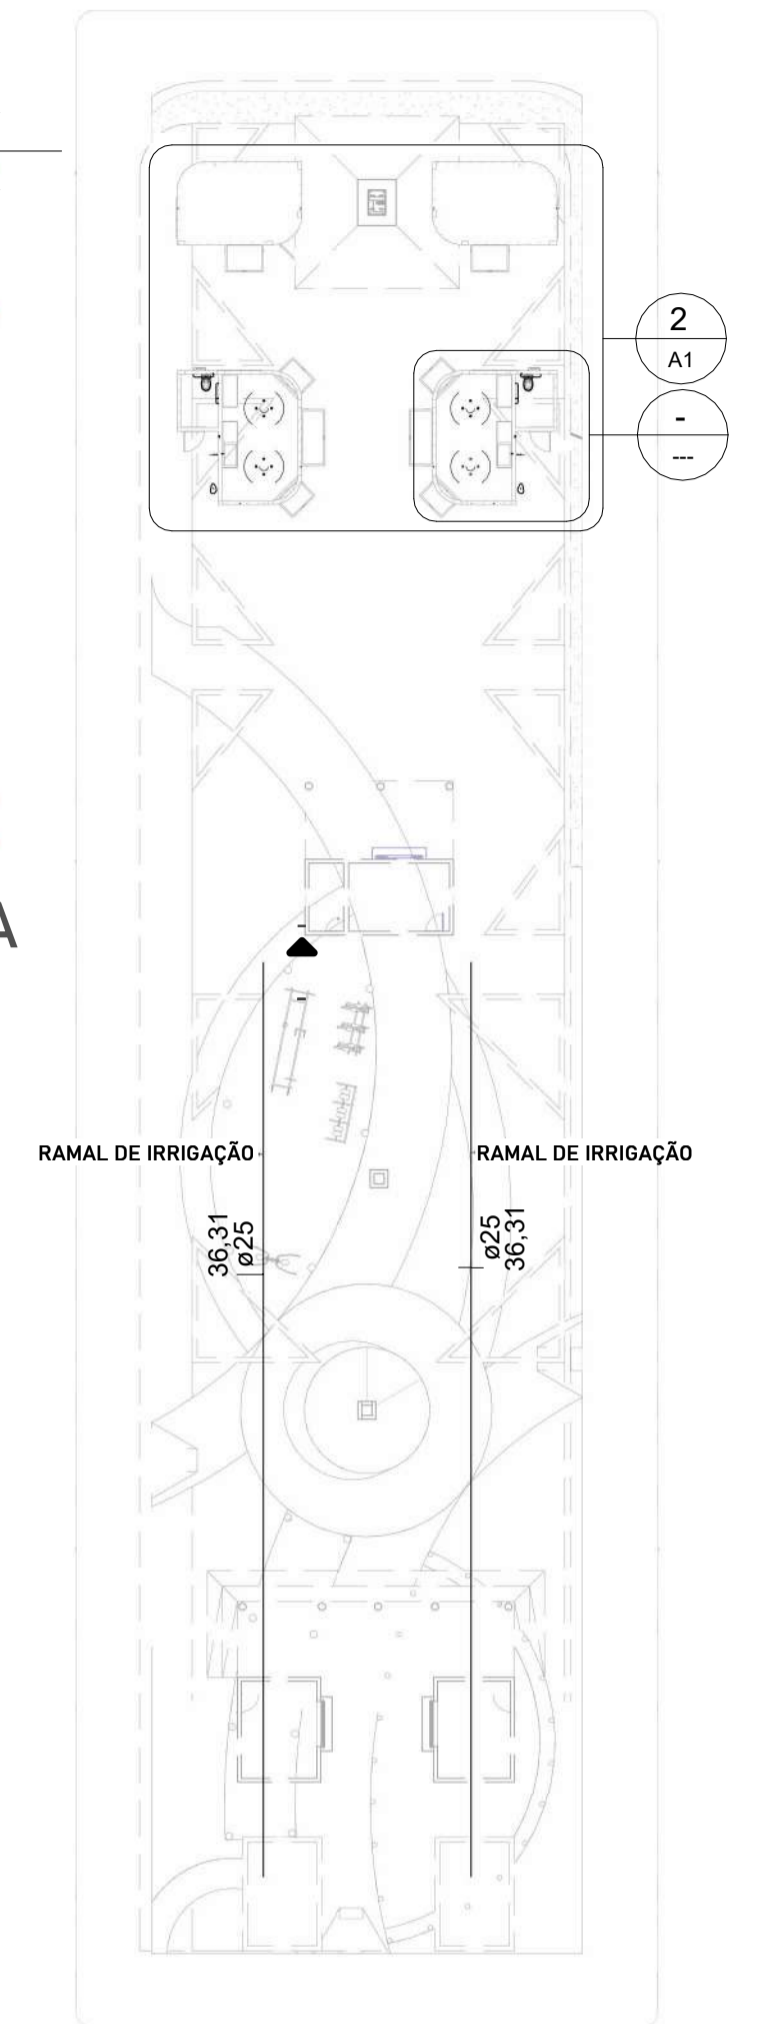 2
A1
-
---
A
RAMAL DE IRRIGAÇÃO
RAMAL DE IRRIGAÇÃO
36,31
ø25
ø25
36,31